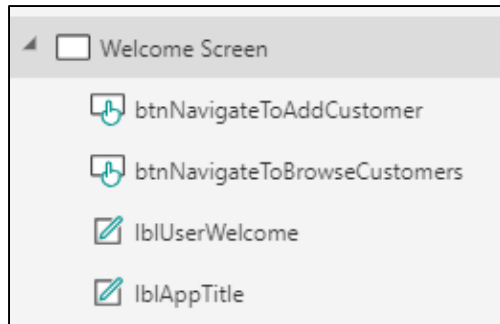 Welcome Screen
btnNavigateToAddCustomer
btnNavigateToBrowseCustomers
lblUserWelcome
lblAppTitle